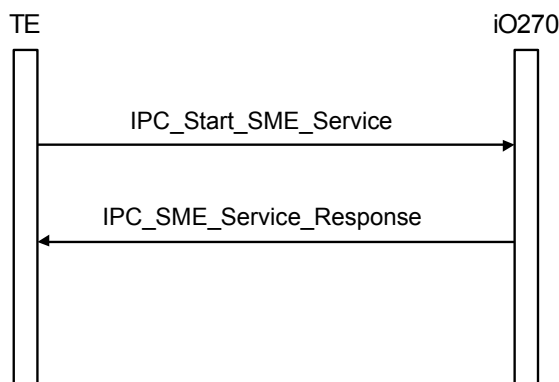 TE
iO270
IPC_Start_SME_Service
IPC_SME_Service_Response